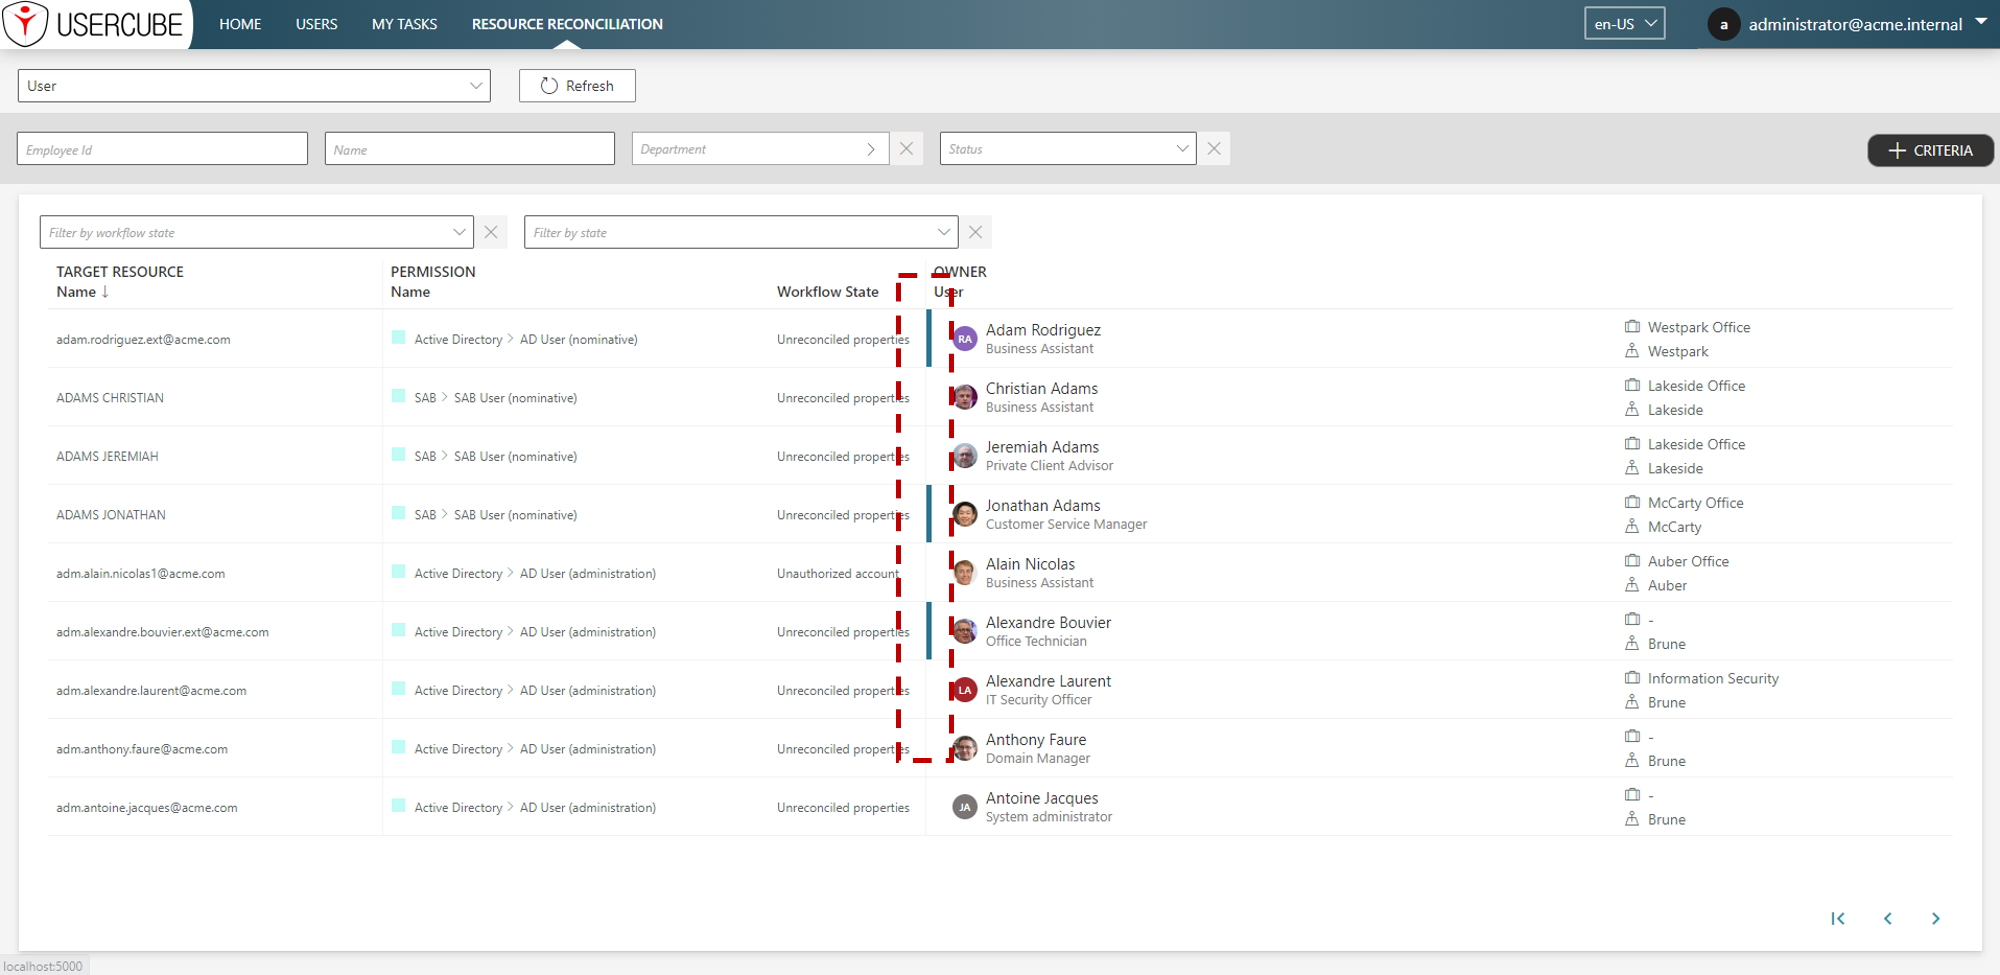 USERCUBE
HOME USERS MY TASKS RESOURCE RECONCILIATION en-US a administrator@acme.internal
User Refresh
Employee Id Name Department Status CRITERIA
Filter by workflow state Filter by state
TARGET RESOURCE PERMISSION OWNER
Name ↓ Name Workflow State User
adam.rodriguez.ext@acme.com Active Directory > AD User (nominative) Unreconciled properties RA Adam Rodriguez Westpark Office
Business Assistant Westpark
ADAMS CHRISTIAN SAB > SAB User (nominative) Unreconciled properties Christian Adams Lakeside Office
Business Assistant Lakeside
ADAMS JEREMIAH SAB > SAB User (nominative) Unreconciled properties Jeremiah Adams Lakeside Office
Private Client Advisor Lakeside
ADAMS JONATHAN SAB > SAB User (nominative) Unreconciled properties Jonathan Adams McCarty Office
Customer Service Manager McCarty
adm.alain.nicolas1@acme.com Active Directory > AD User (administration) Unauthorized account Alain Nicolas Auber Office
Business Assistant Auber
adm.alexandre.bouvier.ext@acme.com Active Directory > AD User (administration) Unreconciled properties Alexandre Bouvier -
Office Technician Brune
adm.alexandre.laurent@acme.com Active Directory > AD User (administration) Unreconciled properties LA Alexandre Laurent Information Security
IT Security Officer Brune
adm.anthony.faure@acme.com Active Directory > AD User (administration) Unreconciled properties Anthony Faure -
Domain Manager Brune
adm.antoine.jacques@acme.com Active Directory > AD User (administration) Unreconciled properties JA Antoine Jacques -
System administrator Brune
localhost:5000